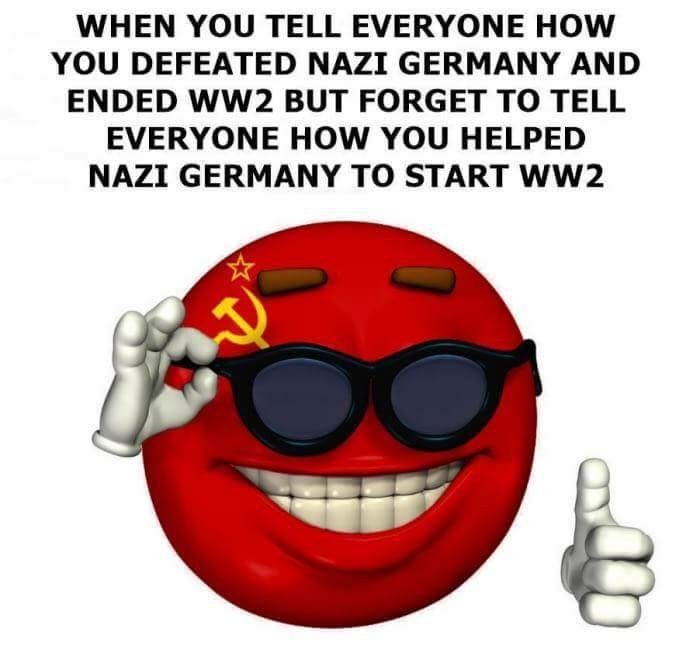 WHEN YOU TELL EVERYONE HOW
YOU DEFEATED NAZI GERMANY AND
ENDED WW2 BUT FORGET TO TELL
EVERYONE HOW YOU HELPED
NAZI GERMANY TO START WW2